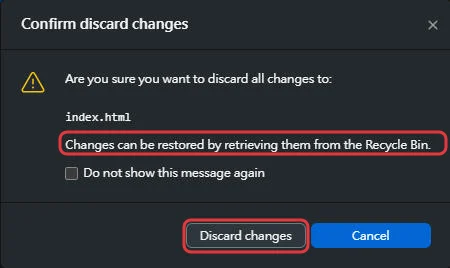 Confirm discard changes
Are you sure you want to discard all changes to:
index.html
Changes can be restored by retrieving them from the Recycle Bin.
Do not show this message again
Discard changes
Cancel